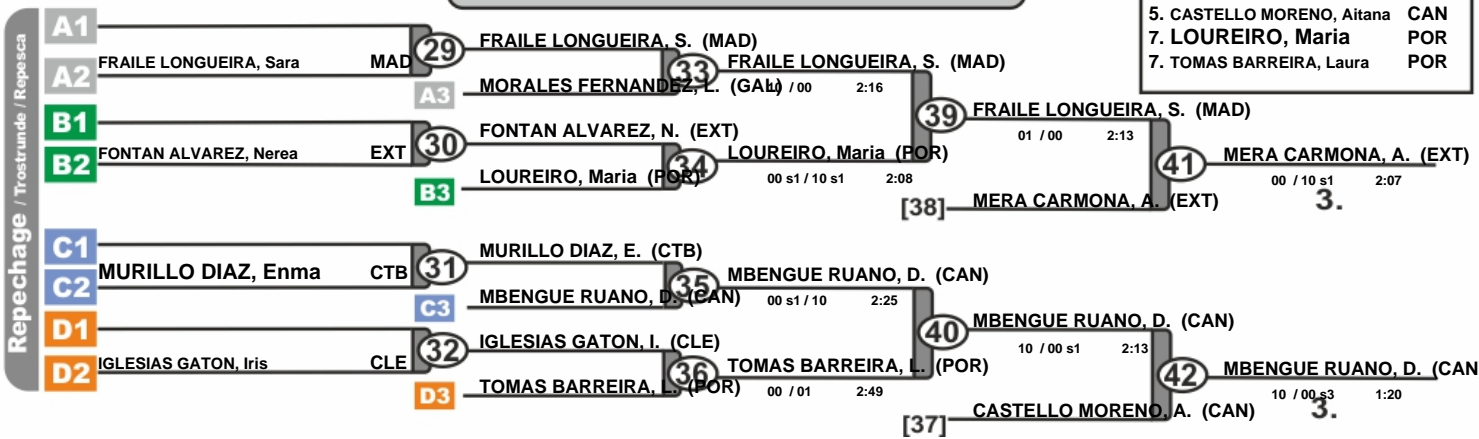 5. CASTELLO MORENO, Aitana CAN
7. LOUREIRO, Maria POR
7. TOMAS BARREIRA, Laura POR
Repechage / Trostrunde / Repesca
A1
A2 FRAILE LONGUEIRA, Sara MAD
29
FRAILE LONGUEIRA, S. (MAD)
A3 MORALES FERNANDEZ, L. (GAL)
33
FRAILE LONGUEIRA, S. (MAD)
/ 00 2:16
B1
B2 FONTAN ALVAREZ, Nerea EXT
30
FONTAN ALVAREZ, N. (EXT)
B3 LOUREIRO, Maria (POR)
34
LOUREIRO, Maria (POR)
00 s1 / 10 s1 2:08
39
FRAILE LONGUEIRA, S. (MAD)
01 / 00 2:13
[38] MERA CARMONA, A. (EXT)
41
MERA CARMONA, A. (EXT)
00 / 10 s1 2:07
3.
C1
C2 MURILLO DIAZ, Enma CTB
31
MURILLO DIAZ, E. (CTB)
C3 MBENGUE RUANO, D. (CAN)
35
MBENGUE RUANO, D. (CAN)
00 s1 / 10 2:25
D1
D2 IGLESIAS GATON, Iris CLE
32
IGLESIAS GATON, I. (CLE)
D3 TOMAS BARREIRA, L. (POR)
36
TOMAS BARREIRA, L. (POR)
00 / 01 2:49
40
MBENGUE RUANO, D. (CAN)
10 / 00 s1 2:13
[37] CASTELLO MORENO, A. (CAN)
42
MBENGUE RUANO, D. (CAN
10 / 00 s3 1:20
3.